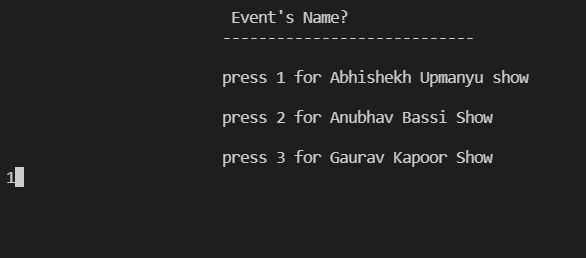 Event's Name?
----------------------------
press 1 for Abhishekh Upmanyu show
press 2 for Anubhav Bassi Show
press 3 for Gaurav Kapoor Show
1